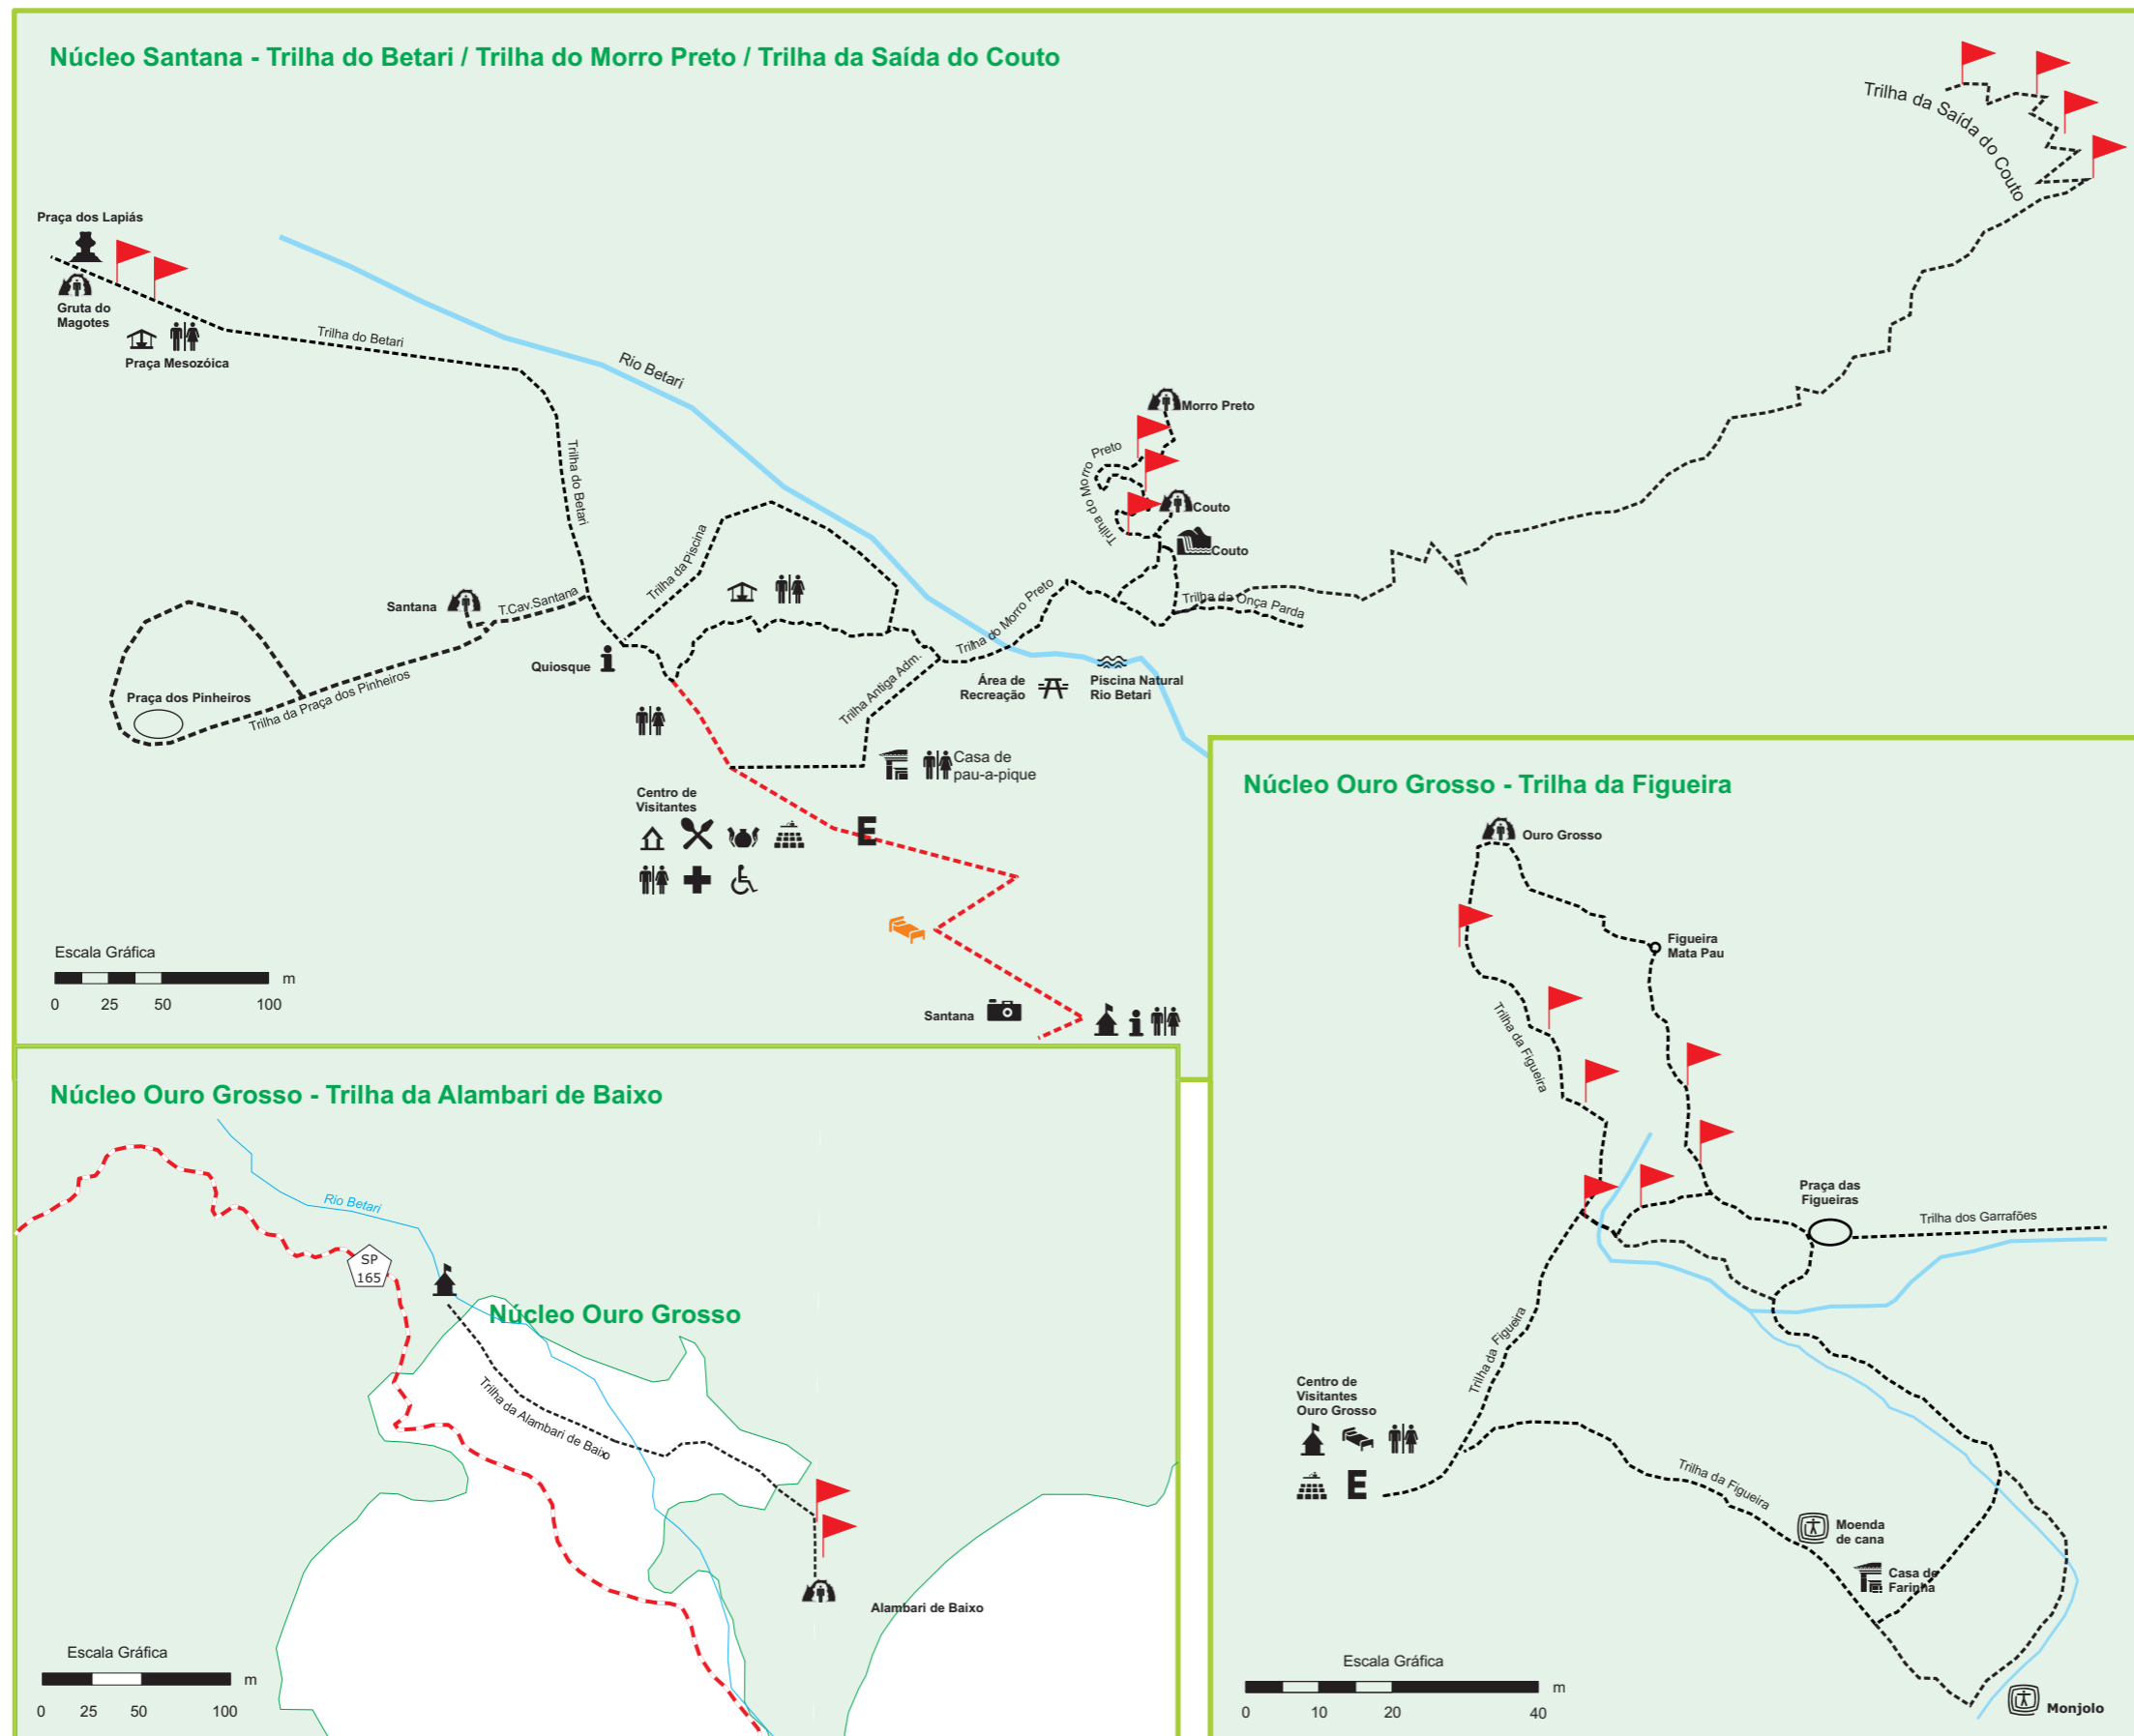 Núcleo Santana - Trilha do Betari / Trilha do Morro Preto / Trilha da Saída do Couto
Trilha da Saída do Couto
Praça dos Lapiás
Gruta do
Magotes
Praça Mesozóica
Trilha do Betari
Rio Betari
Trilha do Betari
Morro Preto
Trilha do Morro Preto
Couto
Couto
Trilha da Piscina
Santana
T.Cav.Santana
Trilha da Onça Parda
Trilha do Morro Preto
Quiosque
Praça dos Pinheiros
Trilha da Praça dos Pinheiros
Trilha Antiga Adm.
Área de
Recreação
Piscina Natural
Rio Betari
Casa de
pau-a-pique
Centro de
Visitantes
E
Escala Gráfica
m
0 25 50 100
Santana
Núcleo Ouro Grosso - Trilha da Figueira
Ouro Grosso
Figueira
Mata Pau
Trilha da Figueira
Praça das
Figueiras
Trilha dos Garrafões
Trilha da Figueira
Centro de
Visitantes
Ouro Grosso
E
Trilha da Figueira
Moenda
de cana
Casa de
Farinha
Monjolo
Escala Gráfica
m
0 10 20 40
Núcleo Ouro Grosso - Trilha da Alambari de Baixo
Rio Betari
SP
165
Núcleo Ouro Grosso
Trilha da Alambari de Baixo
Alambari de Baixo
Escala Gráfica
m
0 25 50 100